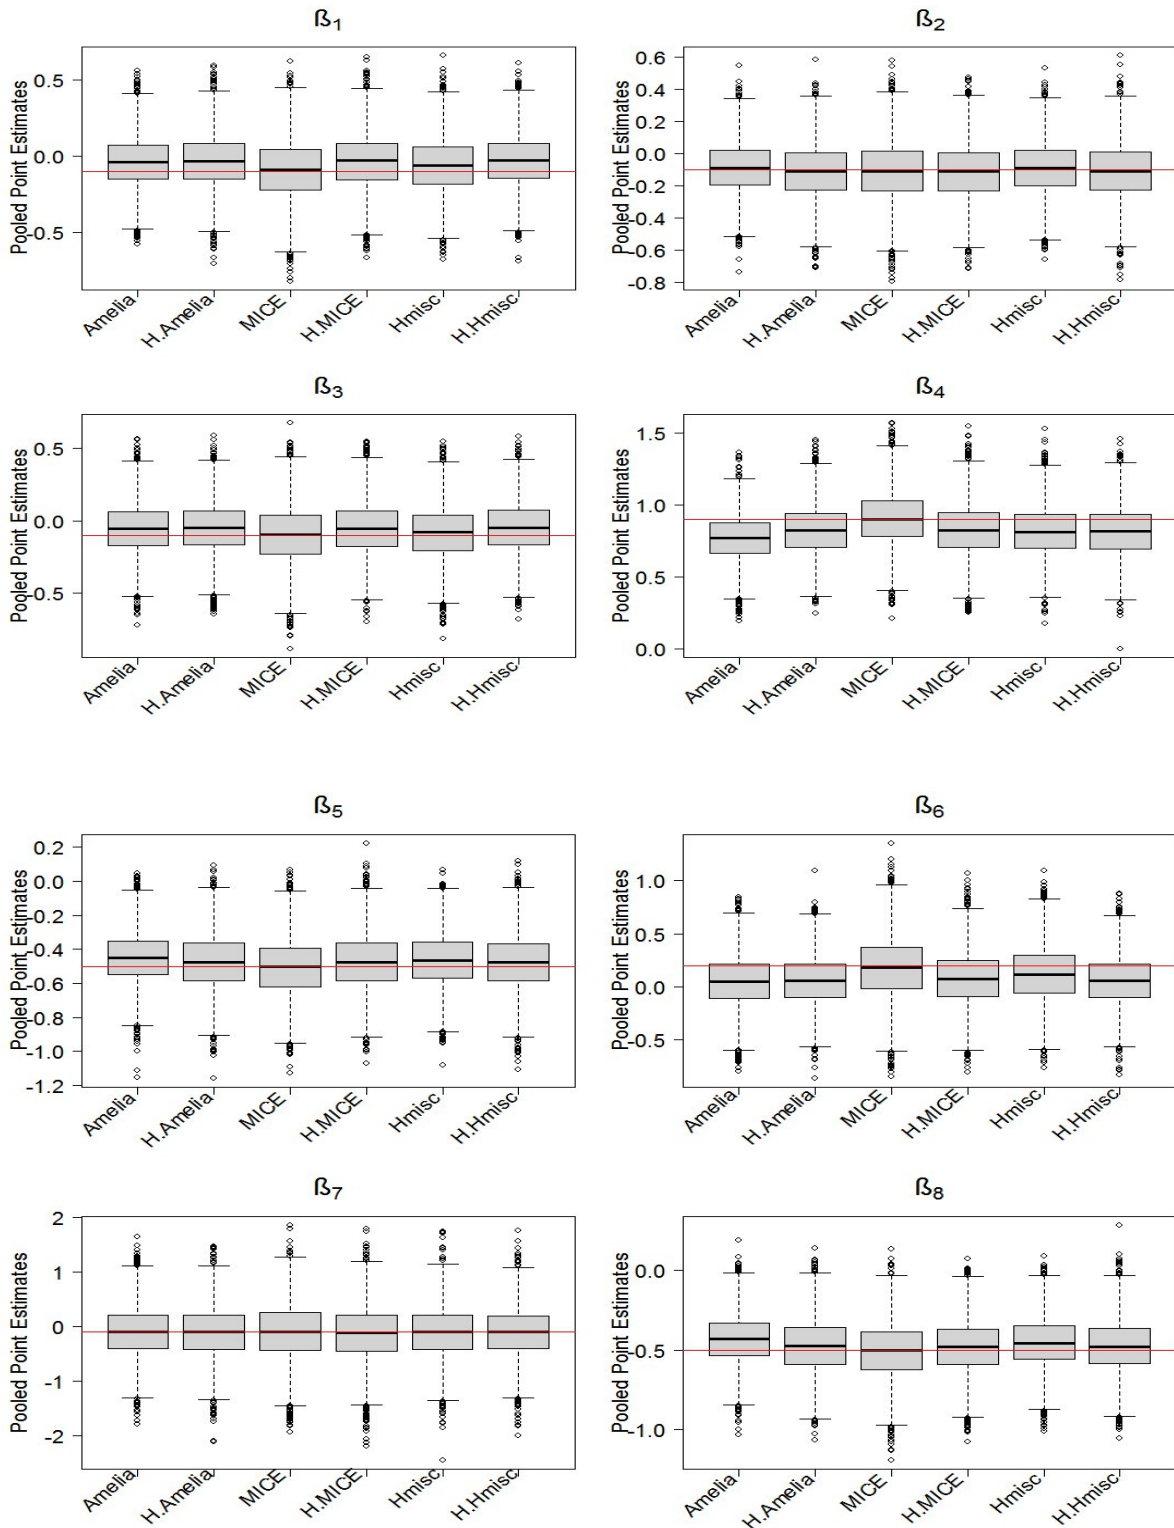 ß1
ß2
Pooled Point Estimates
0.5
0.0
-0.5
Amelia
H.Amelia
MICE
H.MICE
Hmisc
H.Hmisc
Pooled Point Estimates
0.6
0.4
0.2
-0.0
-0.2
-0.4
-0.6
-0.8
Amelia
H.Amelia
MICE
H.MICE
Hmisc
H.Hmisc
ß3
ß4
Pooled Point Estimates
0.5
0.0
-0.5
Amelia
H.Amelia
MICE
H.MICE
Hmisc
H.Hmisc
Pooled Point Estimates
1.5
1.0
0.5
0.0
Amelia
H.Amelia
MICE
H.MICE
Hmisc
H.Hmisc
ß5
ß6
Pooled Point Estimates
0.2
0.0
-0.2
-0.4
-0.6
-0.8
-1.0
-1.2
Amelia
H.Amelia
MICE
H.MICE
Hmisc
H.Hmisc
Pooled Point Estimates
1.0
0.5
0.0
-0.5
Amelia
H.Amelia
MICE
H.MICE
Hmisc
H.Hmisc
ß7
ß8
Pooled Point Estimates
2
1
0
-1
-2
Amelia
H.Amelia
MICE
H.MICE
Hmisc
H.Hmisc
Pooled Point Estimates
0.0
-0.5
-1.0
Amelia
H.Amelia
MICE
H.MICE
Hmisc
H.Hmisc